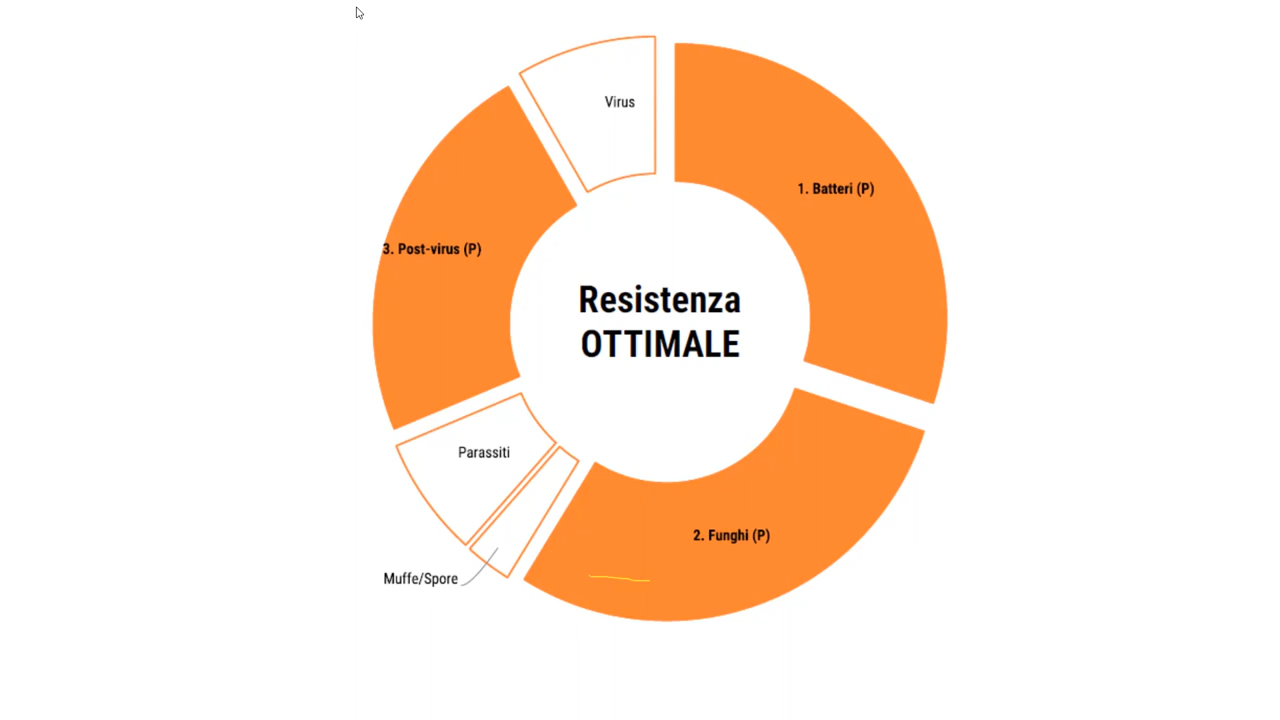 Virus
1. Batteri (P)
3. Post-virus (P)
Resistenza
OTTIMALE
Parassiti
2. Funghi (P)
Muffe/Spore